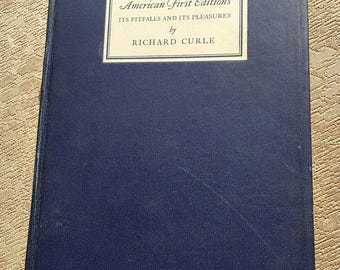 American First Editions
ITS PITFALLS AND ITS PLEASURES
by
RICHARD CURLE